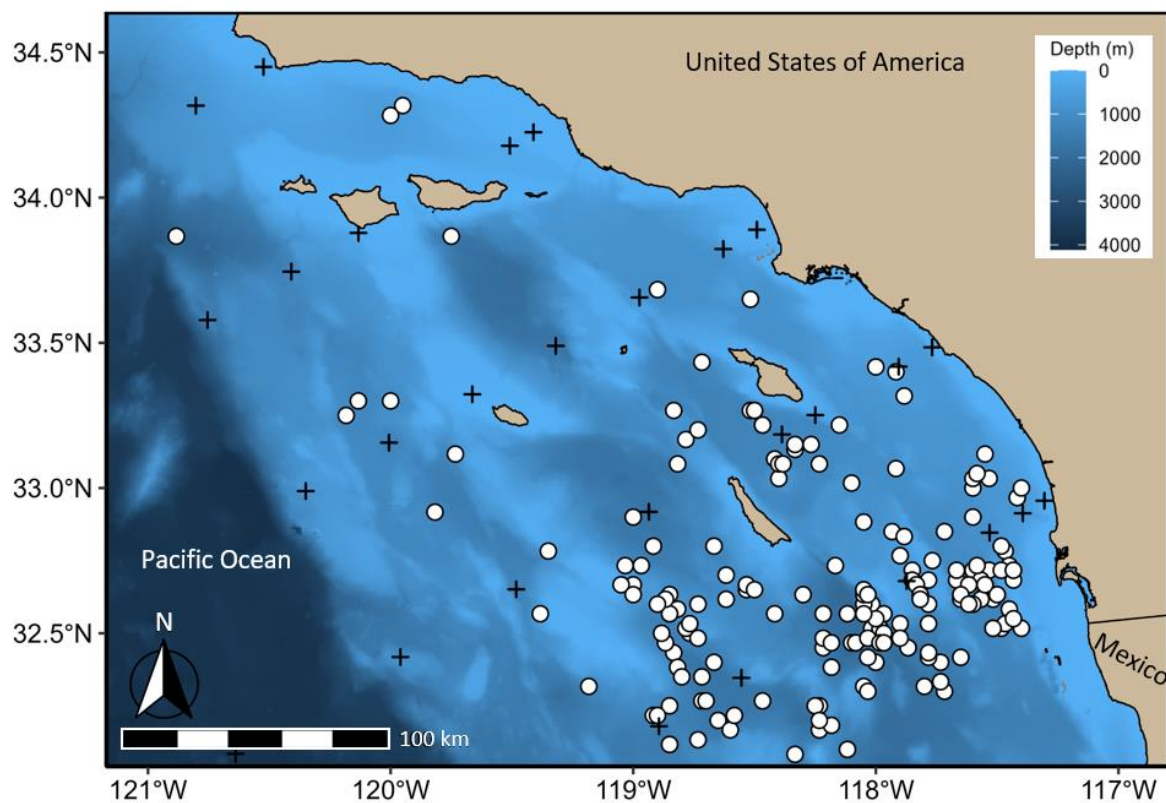 34.5°N
34.0°N
33.5°N
33.0°N
32.5°N
United States of America
Depth (m)
0
1000
2000
3000
4000
Pacific Ocean
N
Mexico
100 km
121°W
120°W
119°W
118°W
117°W